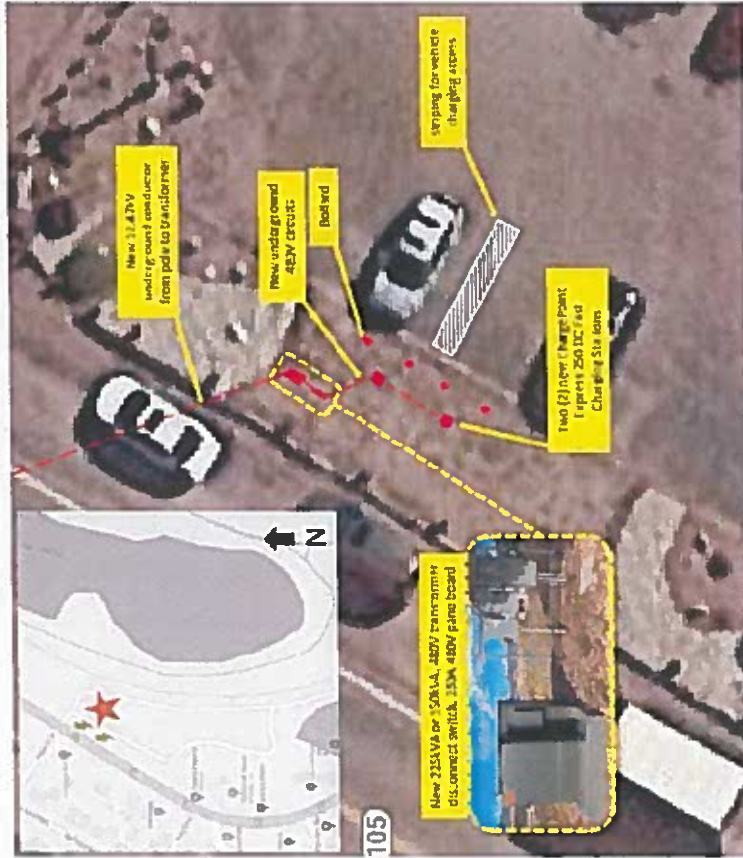 New 12.47kV
underground conductor
from pole to transformer
New underground
480V circuits
Bollard
Striping for vehicle
charging access
Two (2) new ChargePoint
Express 250 DC Fast
Charging Stations
New 225kVA or 150kVA, 480V transformer
disconnect switch, 480V panel board
N
105